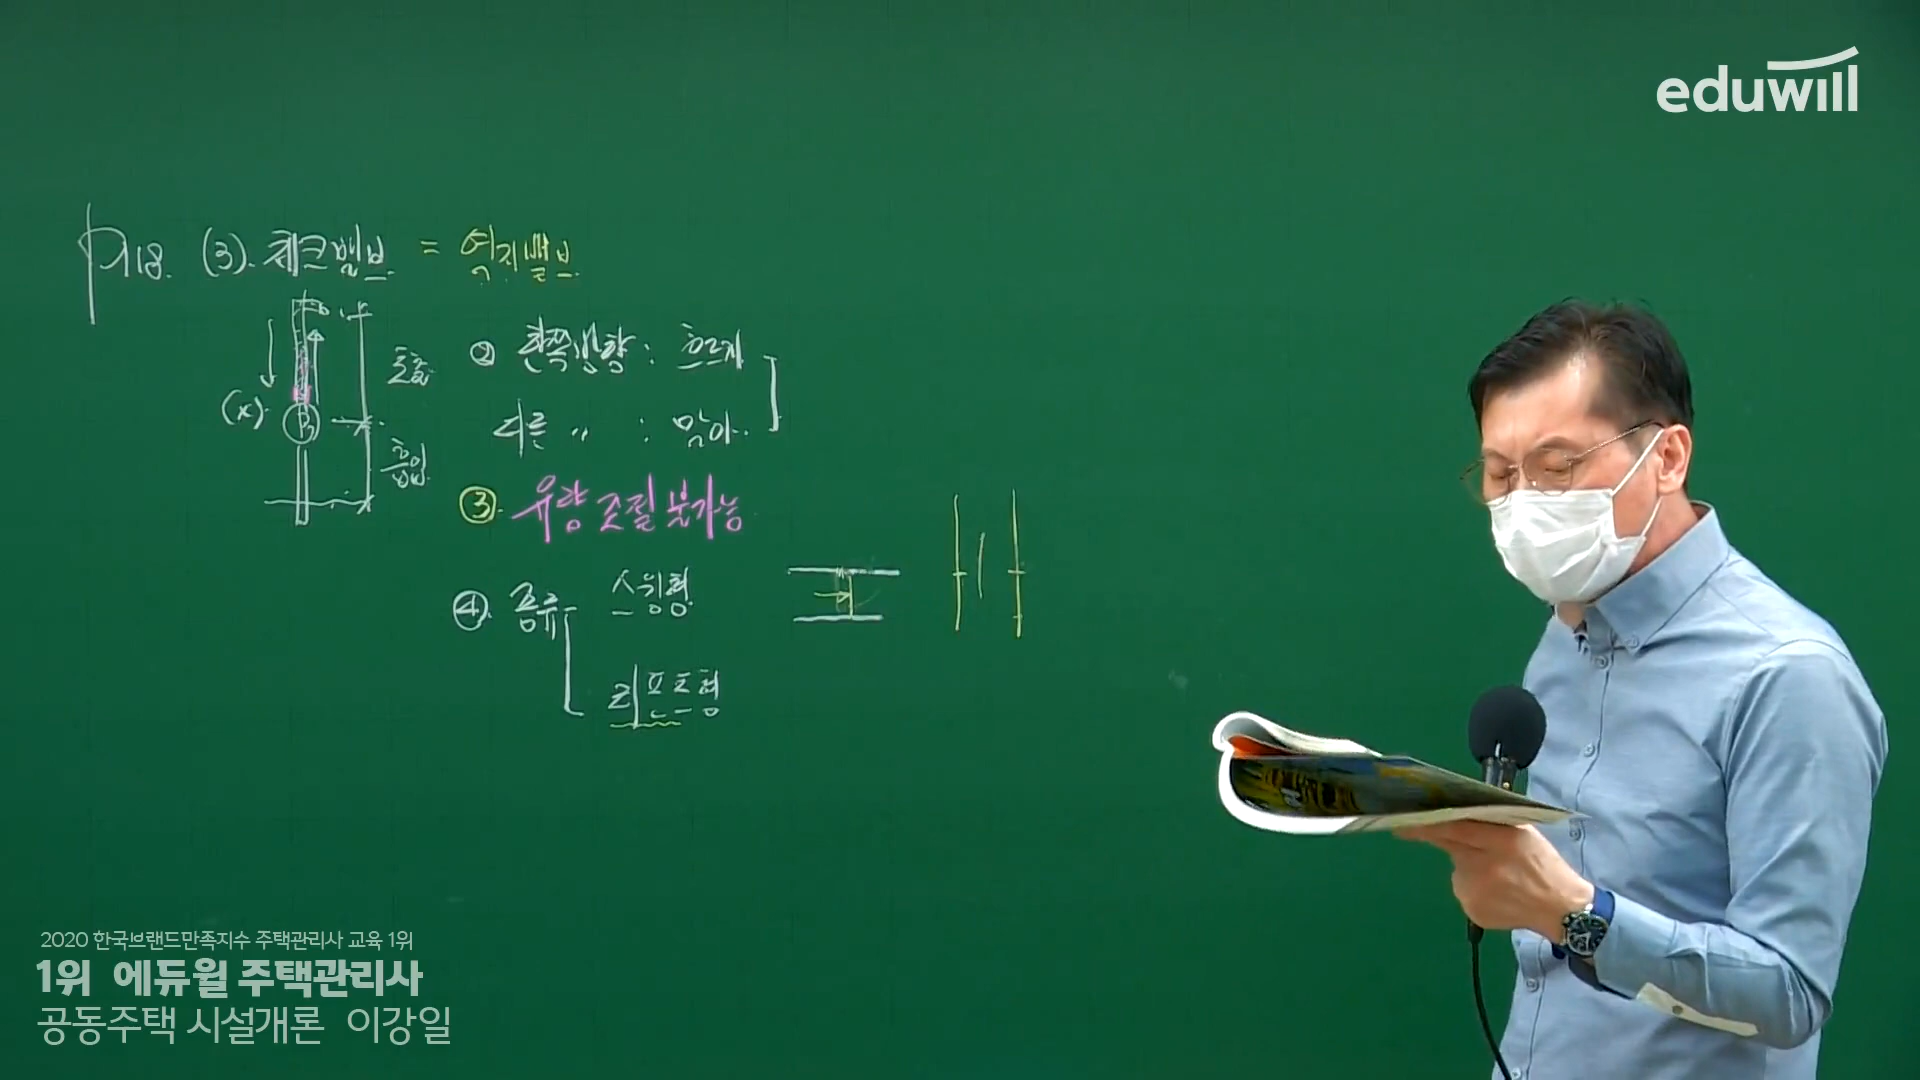 eduwill
P718. (3). 체크밸브 = 역지밸브
② 한쪽방향 : 흐르게
토출
(×).
P
다른 〃 : 막아.
흡입
③. 유량 조절 불가능
④. 종류 스윙형
리프트형
2020 한국브랜드만족지수 주택관리사 교육 1위
1위 에듀윌 주택관리사
공동주택 시설개론 이강일